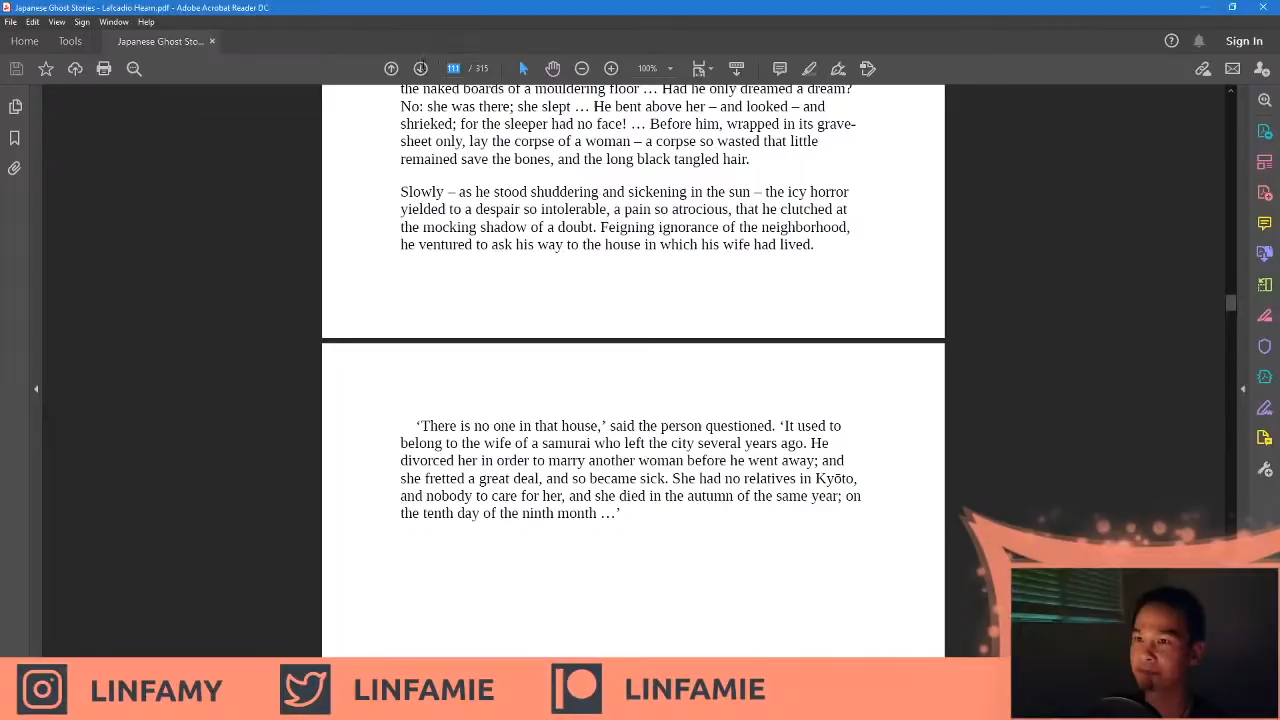 Japanese Ghost Stories - Lafcadio Hearn.pdf - Adobe Acrobat Reader DC
File Edit View Sign Window Help
Home Tools Japanese Ghost Sto... × Sign In
111 / 315 100%
the naked boards of a mouldering floor … Had he only dreamed a dream?
No: she was there; she slept … He bent above her – and looked – and
shrieked; for the sleeper had no face! … Before him, wrapped in its grave-
sheet only, lay the corpse of a woman – a corpse so wasted that little
remained save the bones, and the long black tangled hair.
Slowly – as he stood shuddering and sickening in the sun – the icy horror
yielded to a despair so intolerable, a pain so atrocious, that he clutched at
the mocking shadow of a doubt. Feigning ignorance of the neighborhood,
he ventured to ask his way to the house in which his wife had lived.
‘There is no one in that house,’ said the person questioned. ‘It used to
belong to the wife of a samurai who left the city several years ago. He
divorced her in order to marry another woman before he went away; and
she fretted a great deal, and so became sick. She had no relatives in Kyōto,
and nobody to care for her, and she died in the autumn of the same year; on
the tenth day of the ninth month …’
LINFAMY LINFAMIE LINFAMIE